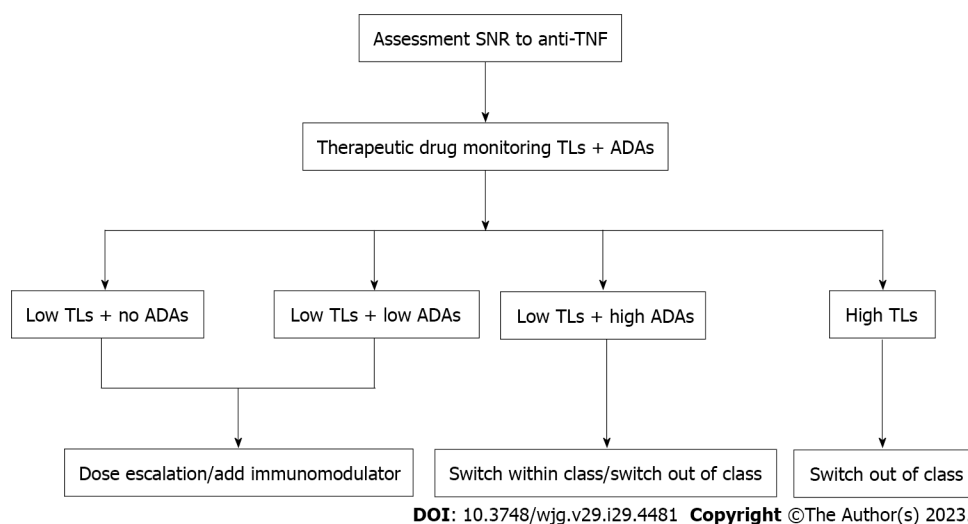 Assessment SNR to anti-TNF
Therapeutic drug monitoring TLs + ADAs
Low TLs + no ADAs
Low TLs + low ADAs
Low TLs + high ADAs
High TLs
Dose escalation/add immunomodulator
Switch within class/switch out of class
Switch out of class
DOI: 10.3748/wjg.v29.i29.4481 Copyright ©The Author(s) 2023.